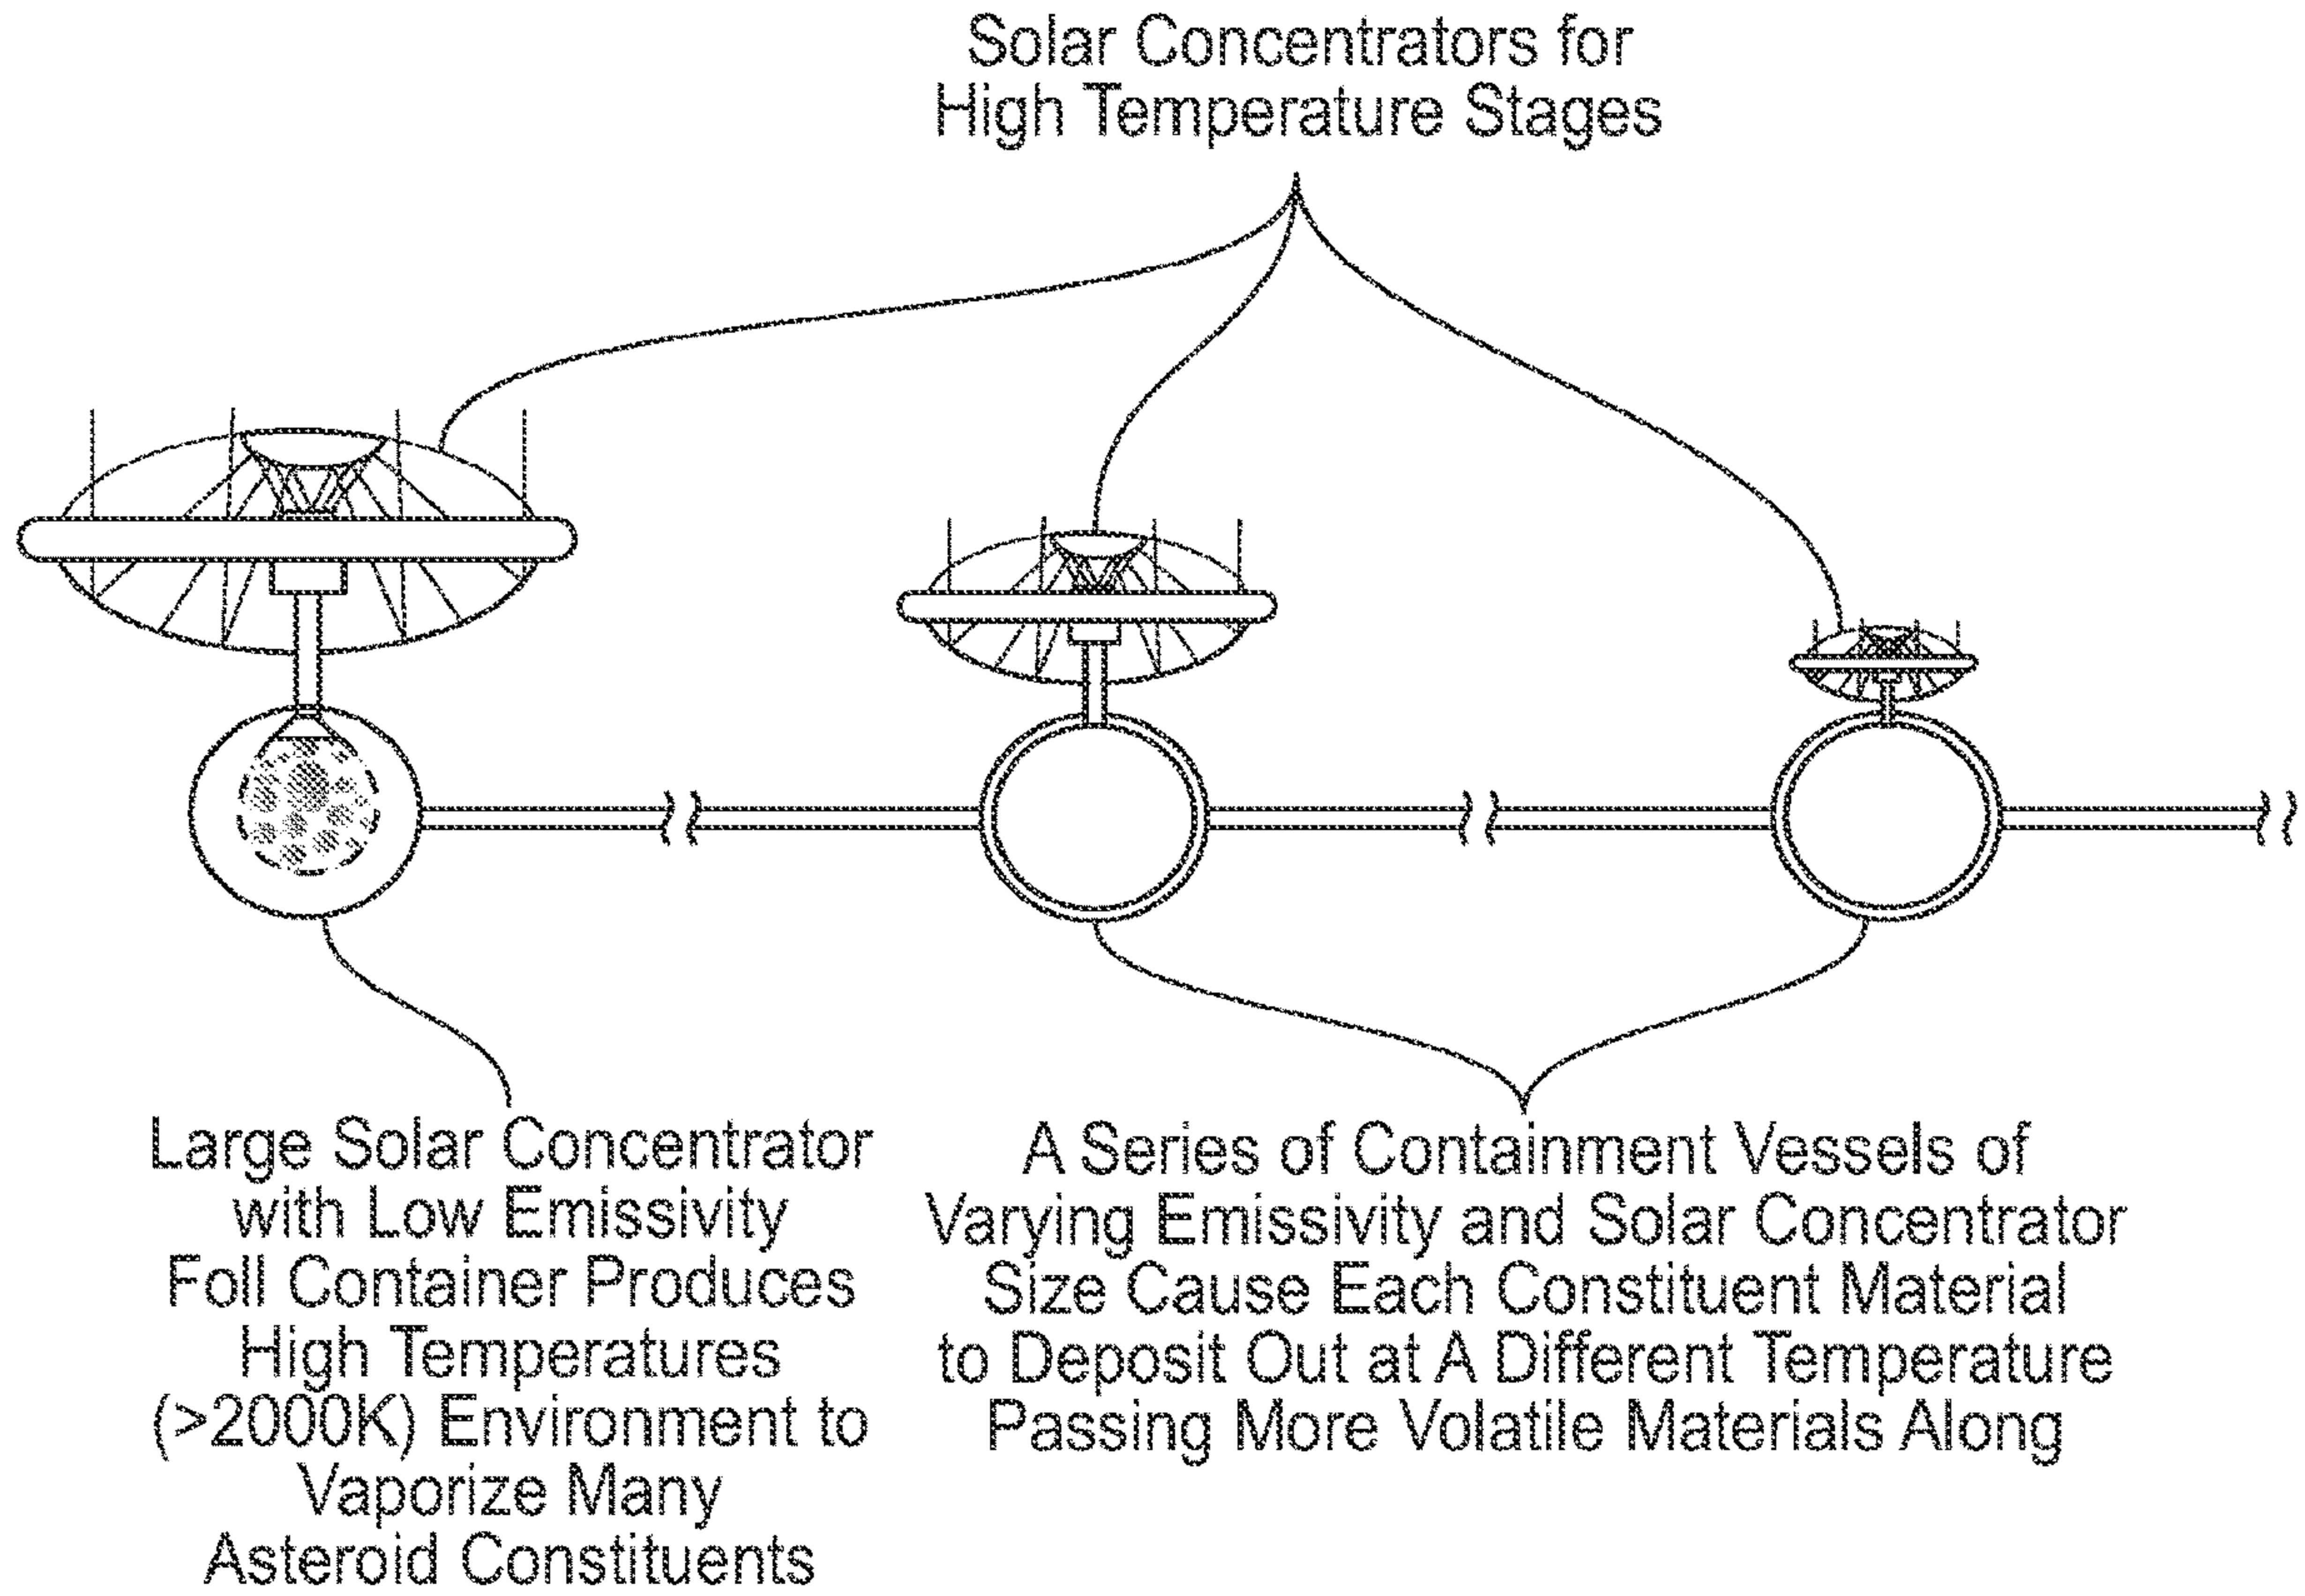 Solar Concentrators for
High Temperature Stages
Large Solar Concentrator
with Low Emissivity
Foll Container Produces
High Temperatures
(>2000K) Environment to
Vaporize Many
Asteroid Constituents
A Series of Containment Vessels of
Varying Emissivity and Solar Concentrator
Size Cause Each Constituent Material
to Deposit Out at A Different Temperature
Passing More Volatile Materials Along